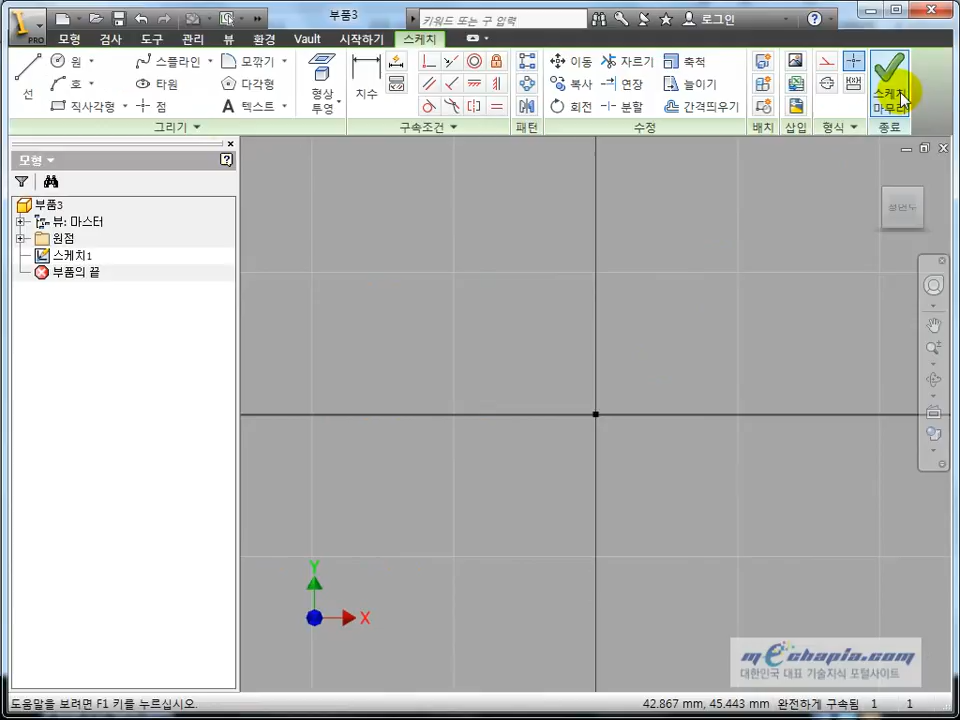 부품3
키워드 또는 구 입력
로그인
PRO
모형 검사 도구 관리 뷰 환경 Vault 시작하기 스케치
선
원
호
직사각형
스플라인
타원
점
모깎기
다각형
A 텍스트
그리기
형상
투영
치수
구속조건
패턴
이동
복사
회전
자르기
연장
분할
축척
늘이기
간격띄우기
수정
배치
삽입
형식
스케치
마무리
종료
모형
부품3
뷰: 마스터
원점
스케치1
부품의 끝
정면도
Y
X
mechapia.com
대한민국 대표 기술지식 포털사이트
도움말을 보려면 F1 키를 누르십시오.
42.867 mm, 45.443 mm 완전하게 구속됨 1 1